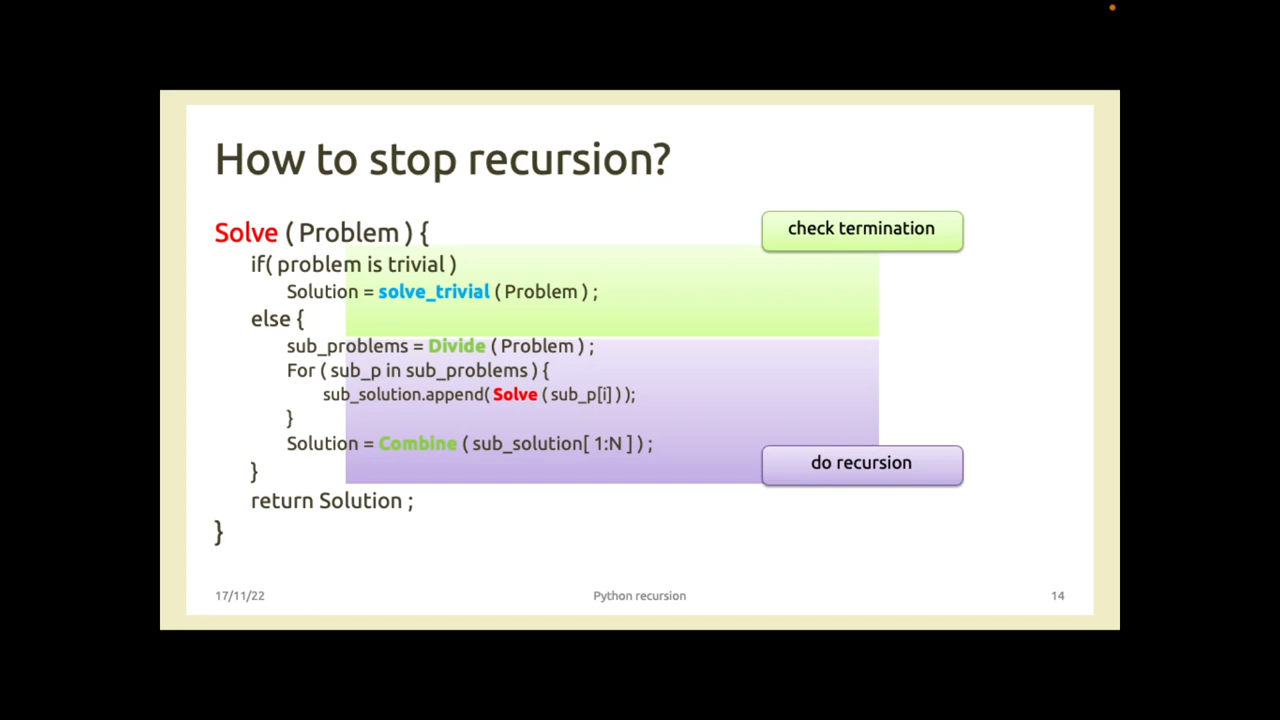 How to stop recursion?
Solve ( Problem ) {
check termination
if( problem is trivial )
Solution = solve_trivial ( Problem ) ;
else {
sub_problems = Divide ( Problem ) ;
For ( sub_p in sub_problems ) {
sub_solution.append( Solve ( sub_p[i] ) );
}
Solution = Combine ( sub_solution[ 1:N ] ) ;
do recursion
}
return Solution ;
}
17/11/22
Python recursion
14